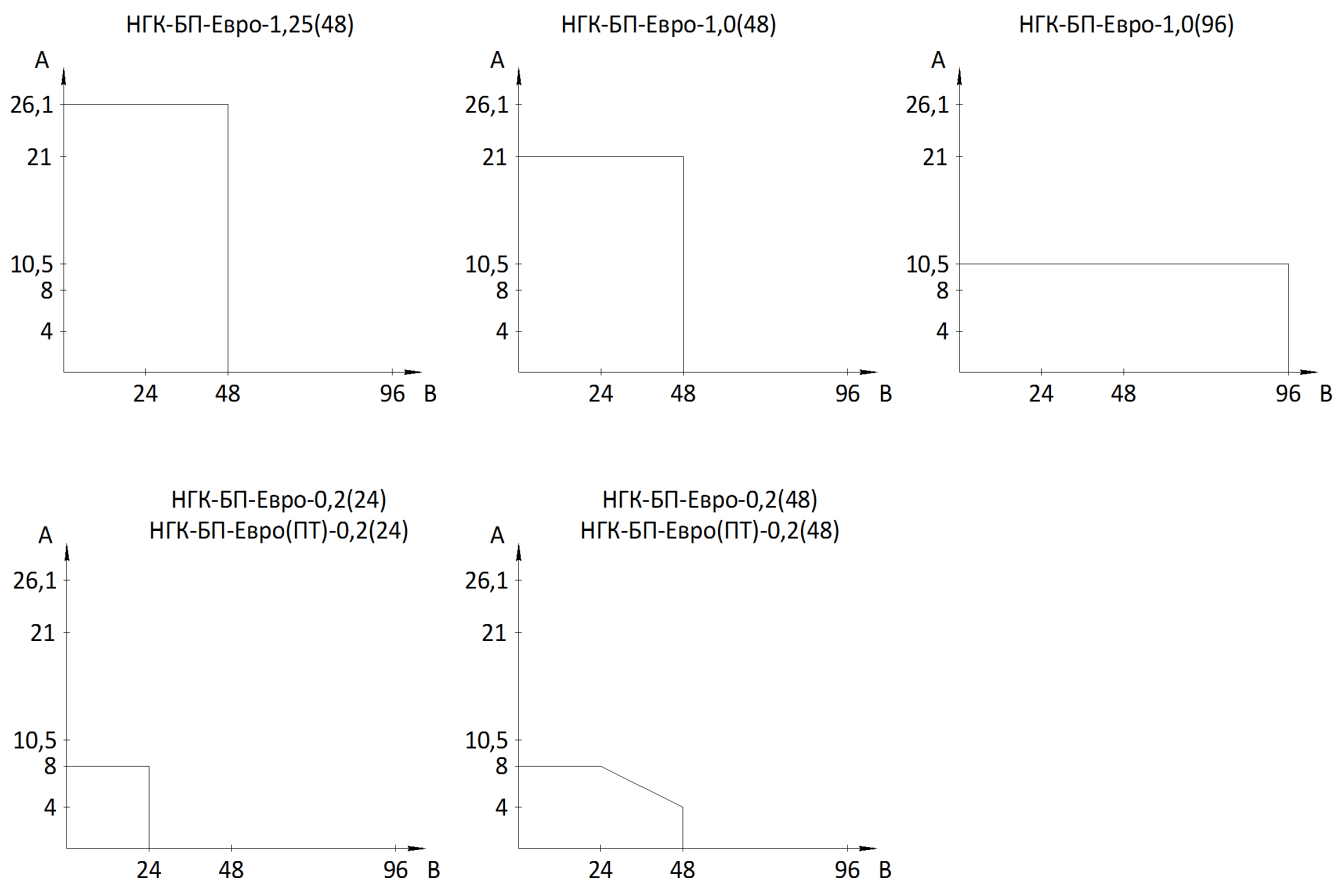 НГК-БП-Евро-1,25(48)
А
26,1
21
10,5
8
4
24 48 96 В
НГК-БП-Евро-1,0(48)
А
26,1
21
10,5
8
4
24 48 96 В
НГК-БП-Евро-1,0(96)
А
26,1
21
10,5
8
4
24 48 96 В
НГК-БП-Евро-0,2(24)
НГК-БП-Евро(ПТ)-0,2(24)
А
26,1
21
10,5
8
4
24 48 96 В
НГК-БП-Евро-0,2(48)
НГК-БП-Евро(ПТ)-0,2(48)
А
26,1
21
10,5
8
4
24 48 96 В